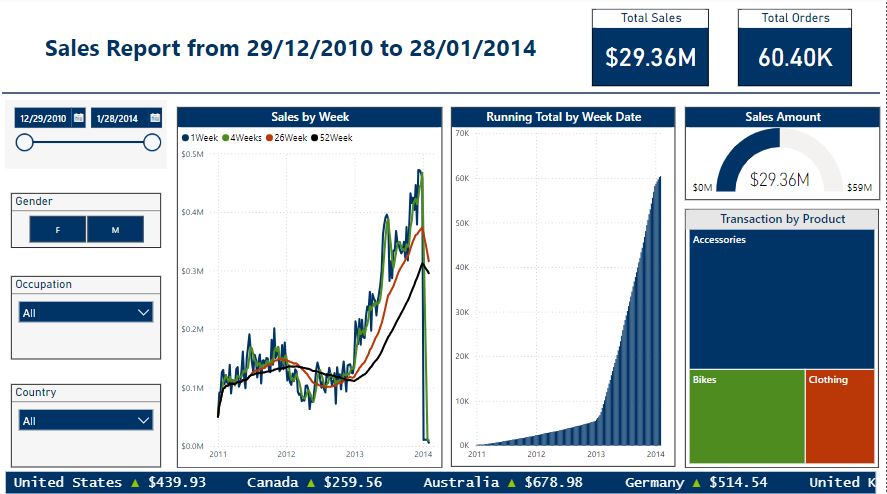 Sales Report from 29/12/2010 to 28/01/2014
Total Sales
$29.36M
Total Orders
60.40K
12/29/2010
1/28/2014
Gender
F
M
Occupation
All
Country
All
Sales by Week
1Week 4Weeks 26Week 52Week
$0.5M
$0.4M
$0.3M
$0.2M
$0.1M
$0.0M
2011 2012 2013 2014
Running Total by Week Date
70K
60K
50K
40K
30K
20K
10K
0K
2011 2012 2013 2014
Sales Amount
$0M
$29.36M
$59M
Transaction by Product
Accessories
Bikes
Clothing
United States ▲ $439.93 Canada ▲ $259.56 Australia ▲ $678.98 Germany ▲ $514.54 United K